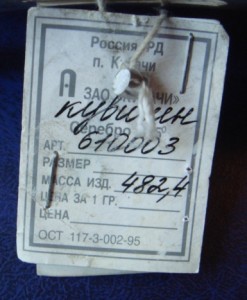 Россия РД
п. К
А ЗАО
кувшин
Серебро
АРТ. 610003
РАЗМЕР
МАССА ИЗД. 482,4
ЦЕНА ЗА 1 ГР.
ЦЕНА
ОСТ 117-3-002-95